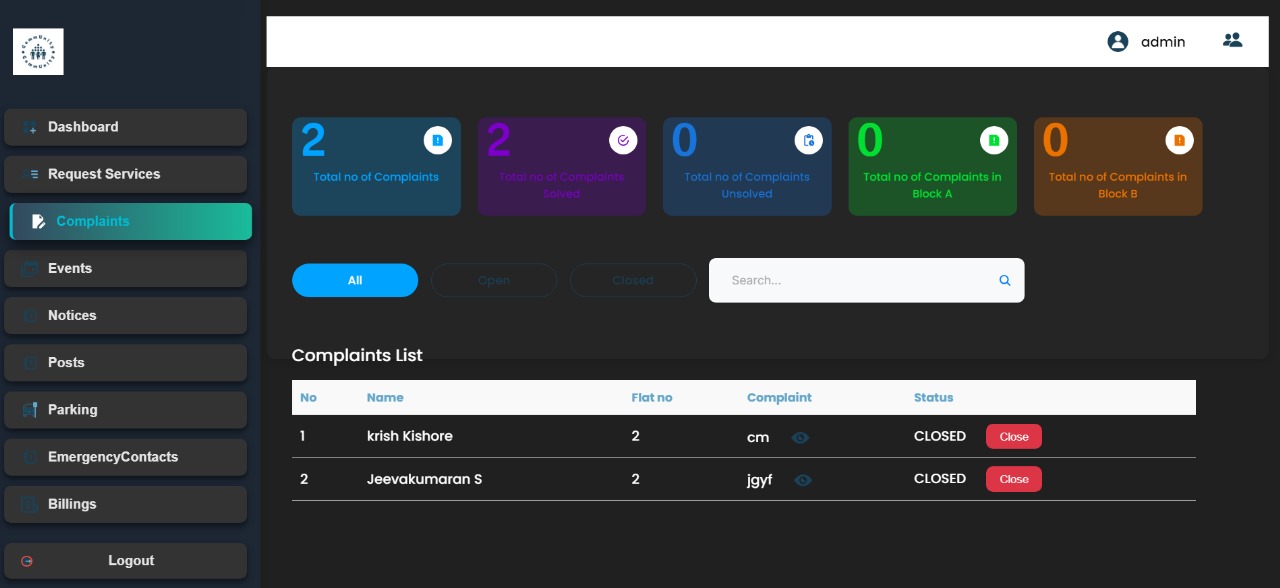 Community
Community
admin
Dashboard
Request Services
Complaints
Events
Notices
Posts
Parking
EmergencyContacts
Billings
Logout
2
Total no of Complaints
2
Total no of Complaints
Solved
0
Total no of Complaints
Unsolved
0
Total no of Complaints in
Block A
0
Total no of Complaints in
Block B
All Open Closed Search...
Complaints List
No Name Flat no Complaint Status
1 krish Kishore 2 cm CLOSED Close
2 Jeevakumaran S 2 jgyf CLOSED Close